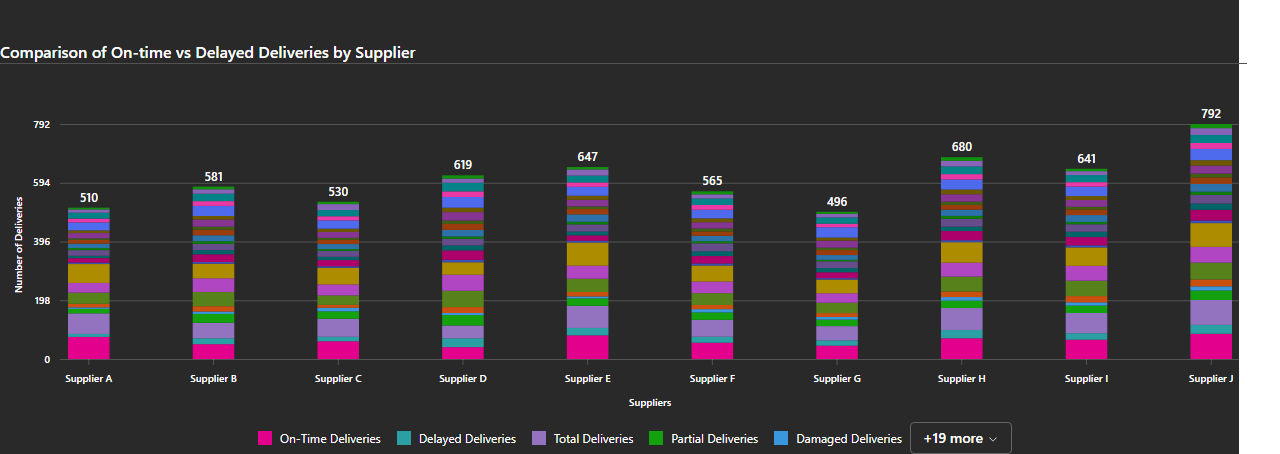 Comparison of On-time vs Delayed Deliveries by Supplier
Number of Deliveries
792
594
396
198
0
510
581
530
619
647
565
496
680
641
792
Supplier A
Supplier B
Supplier C
Supplier D
Supplier E
Supplier F
Supplier G
Supplier H
Supplier I
Supplier J
Suppliers
On-Time Deliveries
Delayed Deliveries
Total Deliveries
Partial Deliveries
Damaged Deliveries
+19 more